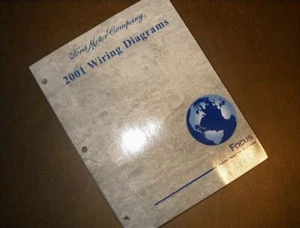 Ford Motor Company
2001 Wiring Diagrams
Focus